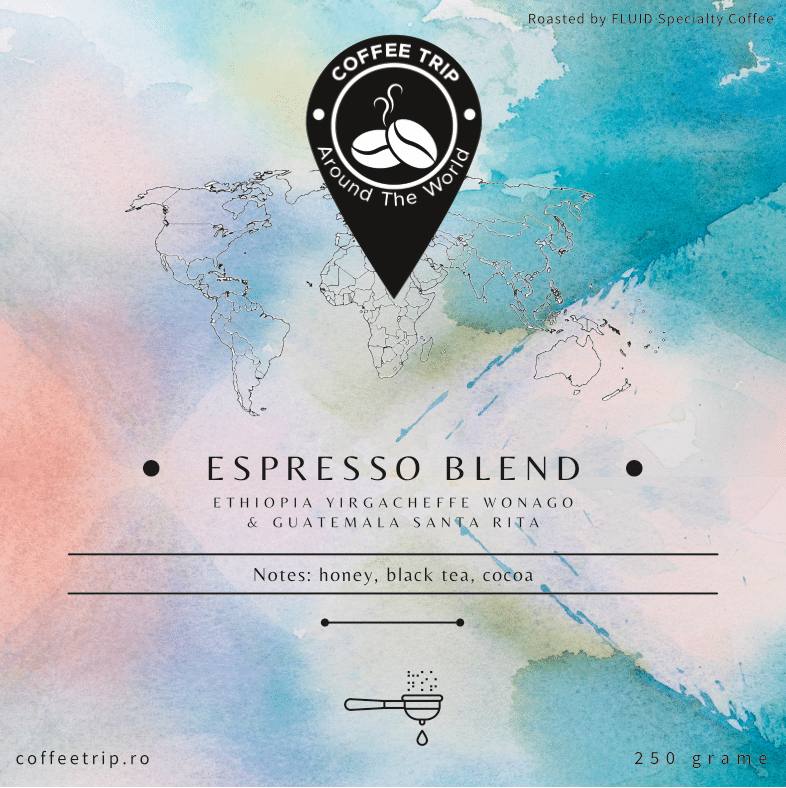 Roasted by FLUID Specialty Coffee
COFFEE TRIP
Around The World
ESPRESSO BLEND
ETHIOPIA YIRGACHEFFE WONAGO
& GUATEMALA SANTA RITA
Notes: honey, black tea, cocoa
coffeetrip.ro
250 grame